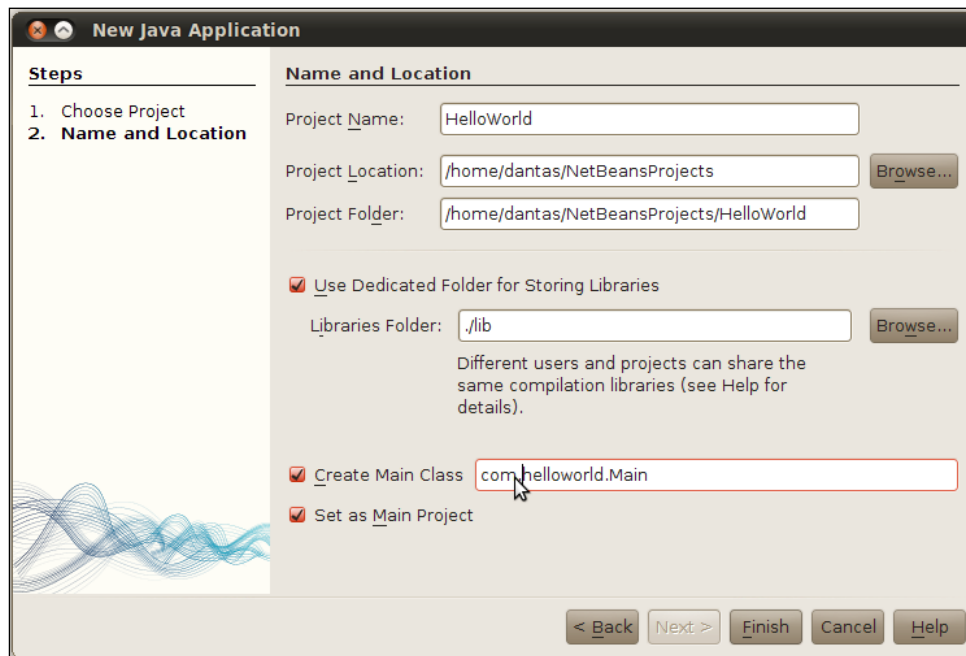 New Java Application
Steps
1. Choose Project
2. Name and Location
Name and Location
Project Name: HelloWorld
Project Location: /home/dantas/NetBeansProjects Browse...
Project Folder: /home/dantas/NetBeansProjects/HelloWorld
Use Dedicated Folder for Storing Libraries
Libraries Folder: ./lib Browse...
Different users and projects can share the
same compilation libraries (see Help for
details).
Create Main Class com.helloworld.Main
Set as Main Project
< Back Next > Finish Cancel Help